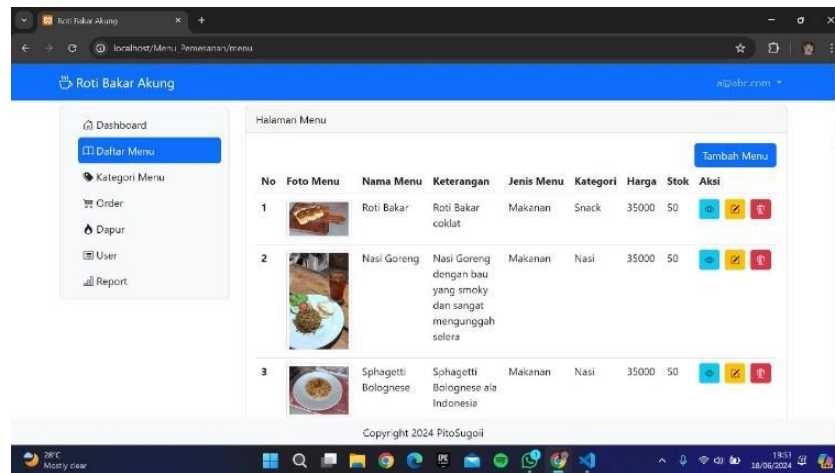 Roti Bakar Akung
localhost/Menu_Pemesanan/menu
Roti Bakar Akung
a@abc.com
Dashboard
Daftar Menu
Kategori Menu
Order
Dapur
User
Report
Halaman Menu
Tambah Menu
No Foto Menu Nama Menu Keterangan Jenis Menu Kategori Harga Stok Aksi
1 Roti Bakar Roti Bakar Makanan Snack 35000 50
coklat
2 Nasi Goreng Nasi Goreng Makanan Nasi 35000 50
dengan bau
yang smoky
dan sangat
mengunggah
selera
3 Sphagetti Sphagetti Makanan Nasi 35000 50
Bolognese Bolognese ala
Indonesia
Copyright 2024 PitoSugoii
28°C
Mostly clear
19:53
18/06/2024